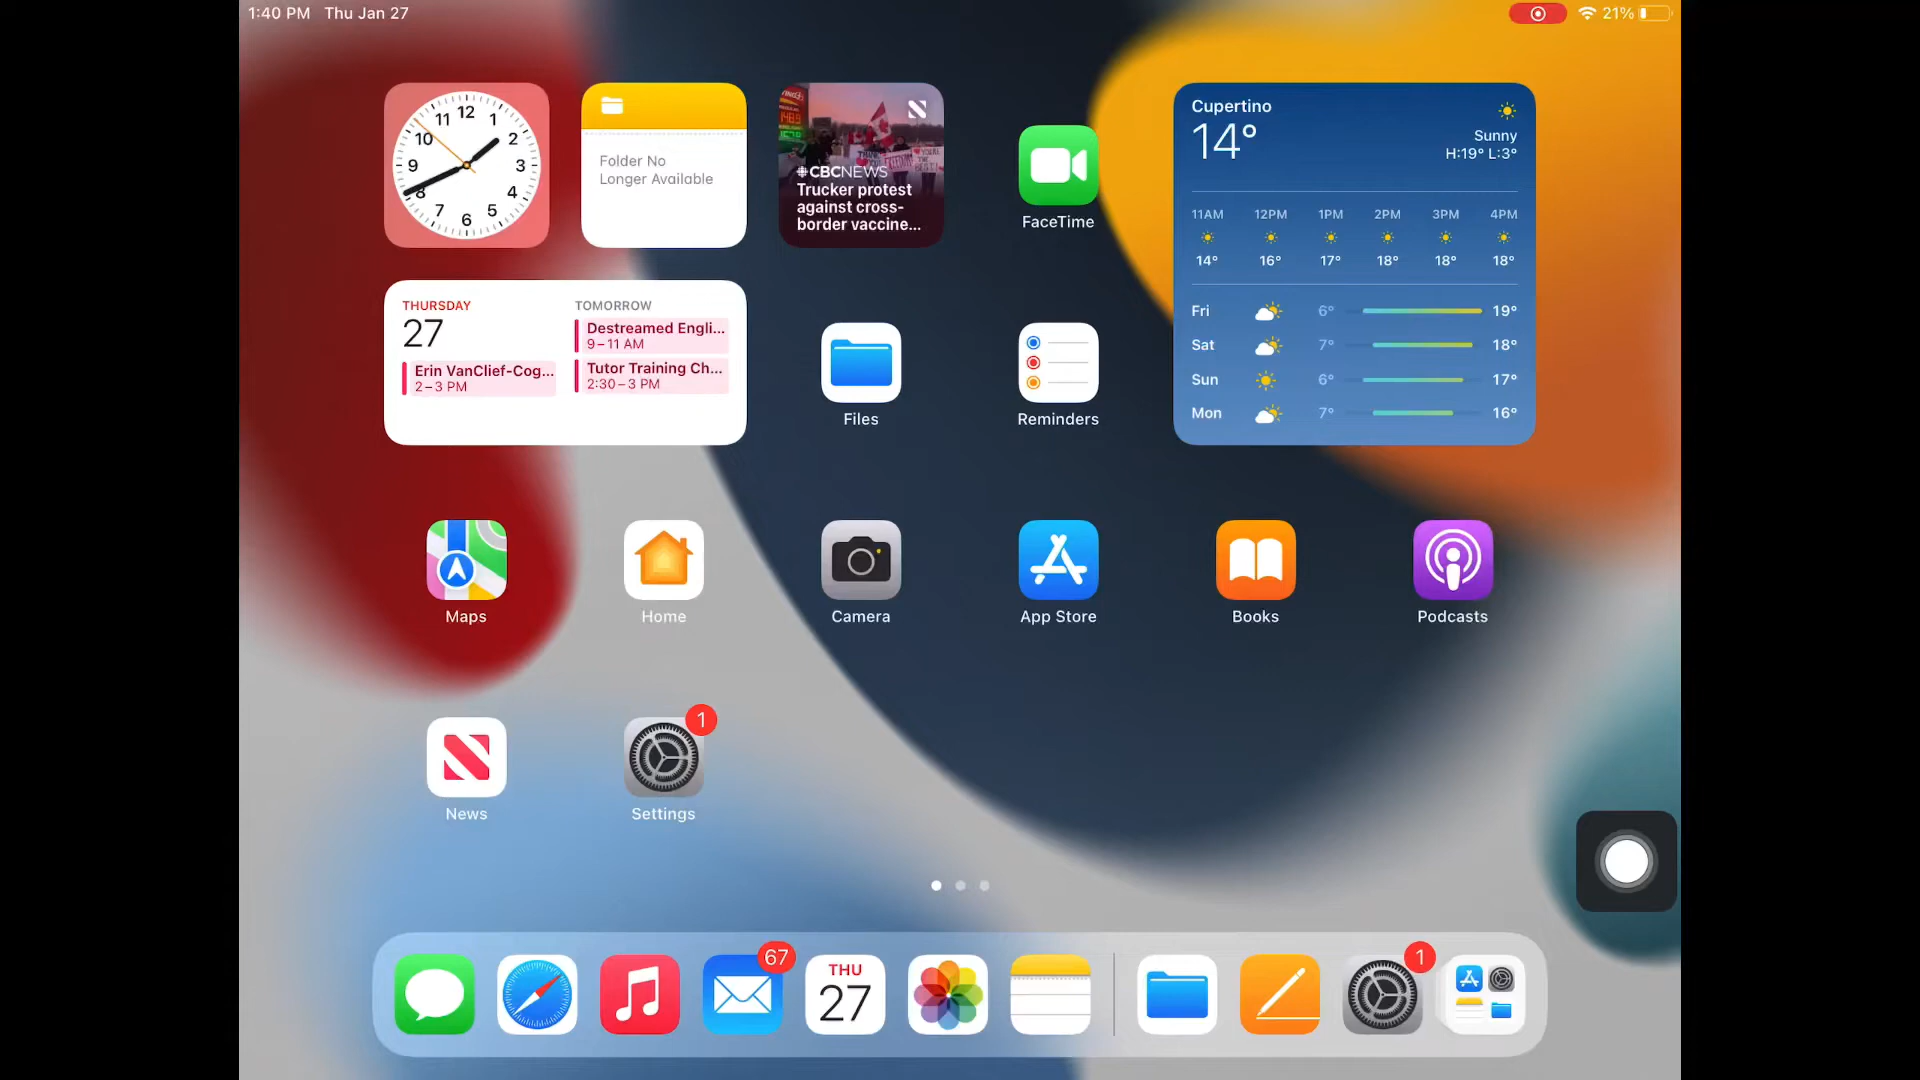 1:40 PM Thu Jan 27
21%
12
11
1
10
2
9
3
8
4
7
5
6
Folder No
Longer Available
CBCNEWS
Trucker protest
against cross-
border vaccine...
FaceTime
Cupertino
14°
Sunny
H:19° L:3°
11AM 12PM 1PM 2PM 3PM 4PM
14° 16° 17° 18° 18° 18°
Fri 6° 19°
Sat 7° 18°
Sun 6° 17°
Mon 7° 16°
THURSDAY
27
Erin VanClief-Cog...
2–3 PM
TOMORROW
Destreamed Engli...
9–11 AM
Tutor Training Ch...
2:30–3 PM
Files
Reminders
Maps
Home
Camera
App Store
Books
Podcasts
1
News
Settings
67
THU
27
1